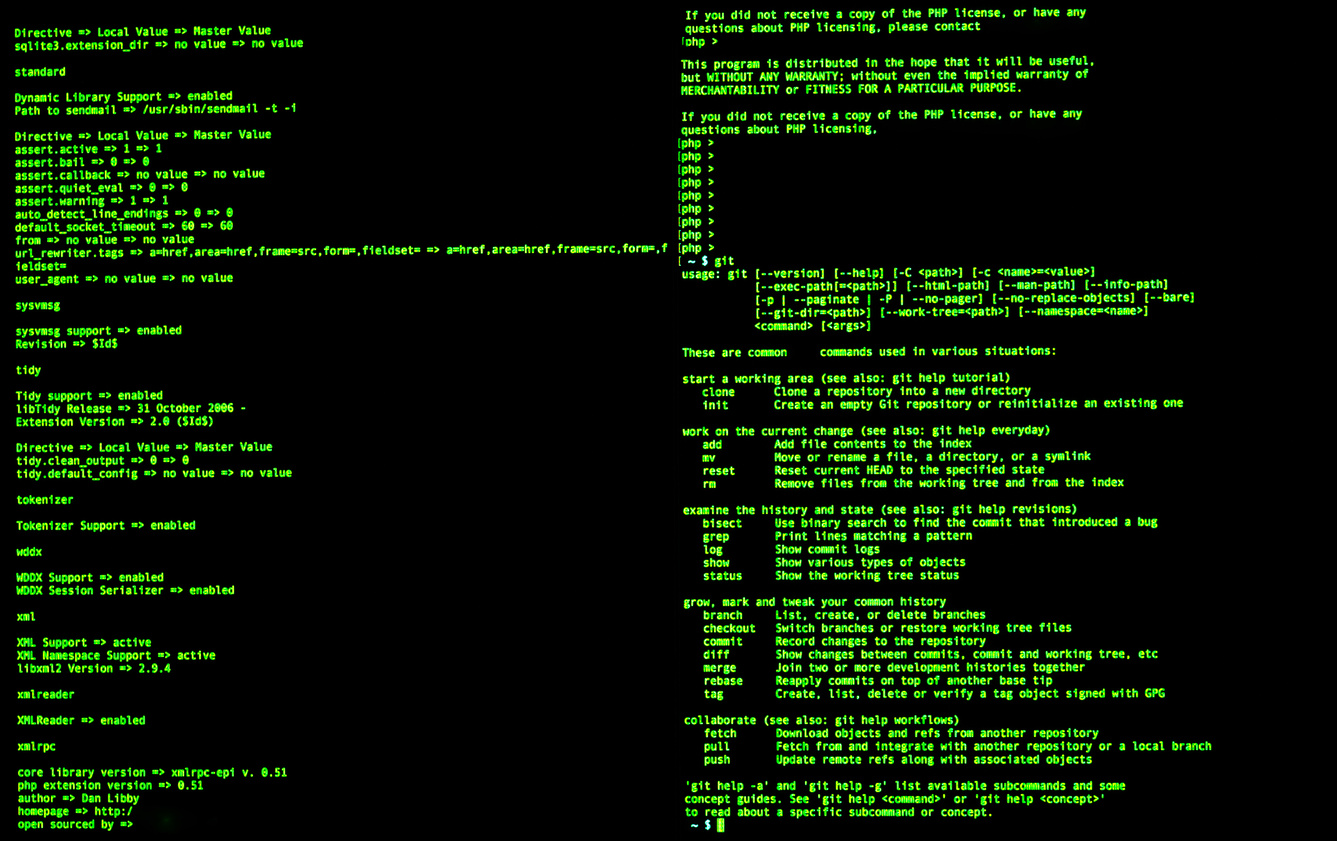 Directive => Local Value => Master Value
sqlite3.extension_dir => no value => no value
standard
Dynamic Library Support => enabled
Path to sendmail => /usr/sbin/sendmail -t -i
Directive => Local Value => Master Value
assert.active => 1 => 1
assert.bail => 0 => 0
assert.callback => no value => no value
assert.quiet_eval => 0 => 0
assert.warning => 1 => 1
auto_detect_line_endings => 0 => 0
default_socket_timeout => 60 => 60
from => no value => no value
url_rewriter.tags => a=href,area=href,frame=src,form=,fieldset= => a=href,area=href,frame=src,form=,f
ieldset=
user_agent => no value => no value
sysvmsg
sysvmsg support => enabled
Revision => $Id$
tidy
Tidy support => enabled
libTidy Release => 31 October 2006 -
Extension Version => 2.0 ($Id$)
Directive => Local Value => Master Value
tidy.clean_output => 0 => 0
tidy.default_config => no value => no value
tokenizer
Tokenizer Support => enabled
wddx
WDDX Support => enabled
WDDX Session Serializer => enabled
xml
XML Support => active
XML Namespace Support => active
libxml2 Version => 2.9.4
xmlreader
XMLReader => enabled
xmlrpc
core library version => xmlrpc-epi v. 0.51
php extension version => 0.51
author => Dan Libby
homepage => http:/
open sourced by =>
If you did not receive a copy of the PHP license, or have any
questions about PHP licensing, please contact
[php >
This program is distributed in the hope that it will be useful,
but WITHOUT ANY WARRANTY; without even the implied warranty of
MERCHANTABILITY or FITNESS FOR A PARTICULAR PURPOSE.
If you did not receive a copy of the PHP license, or have any
questions about PHP licensing,
[php >
[php >
[php >
[php >
[php >
[php >
[php >
[php >
[php >
[ ~ $ git
usage: git [--version] [--help] [-C <path>] [-c <name>=<value>]
[--exec-path[=<path>]] [--html-path] [--man-path] [--info-path]
[-p | --paginate | -P | --no-pager] [--no-replace-objects] [--bare]
[--git-dir=<path>] [--work-tree=<path>] [--namespace=<name>]
<command> [<args>]
These are common commands used in various situations:
start a working area (see also: git help tutorial)
clone Clone a repository into a new directory
init Create an empty Git repository or reinitialize an existing one
work on the current change (see also: git help everyday)
add Add file contents to the index
mv Move or rename a file, a directory, or a symlink
reset Reset current HEAD to the specified state
rm Remove files from the working tree and from the index
examine the history and state (see also: git help revisions)
bisect Use binary search to find the commit that introduced a bug
grep Print lines matching a pattern
log Show commit logs
show Show various types of objects
status Show the working tree status
grow, mark and tweak your common history
branch List, create, or delete branches
checkout Switch branches or restore working tree files
commit Record changes to the repository
diff Show changes between commits, commit and working tree, etc
merge Join two or more development histories together
rebase Reapply commits on top of another base tip
tag Create, list, delete or verify a tag object signed with GPG
collaborate (see also: git help workflows)
fetch Download objects and refs from another repository
pull Fetch from and integrate with another repository or a local branch
push Update remote refs along with associated objects
'git help -a' and 'git help -g' list available subcommands and some
concept guides. See 'git help <command>' or 'git help <concept>'
to read about a specific subcommand or concept.
~ $